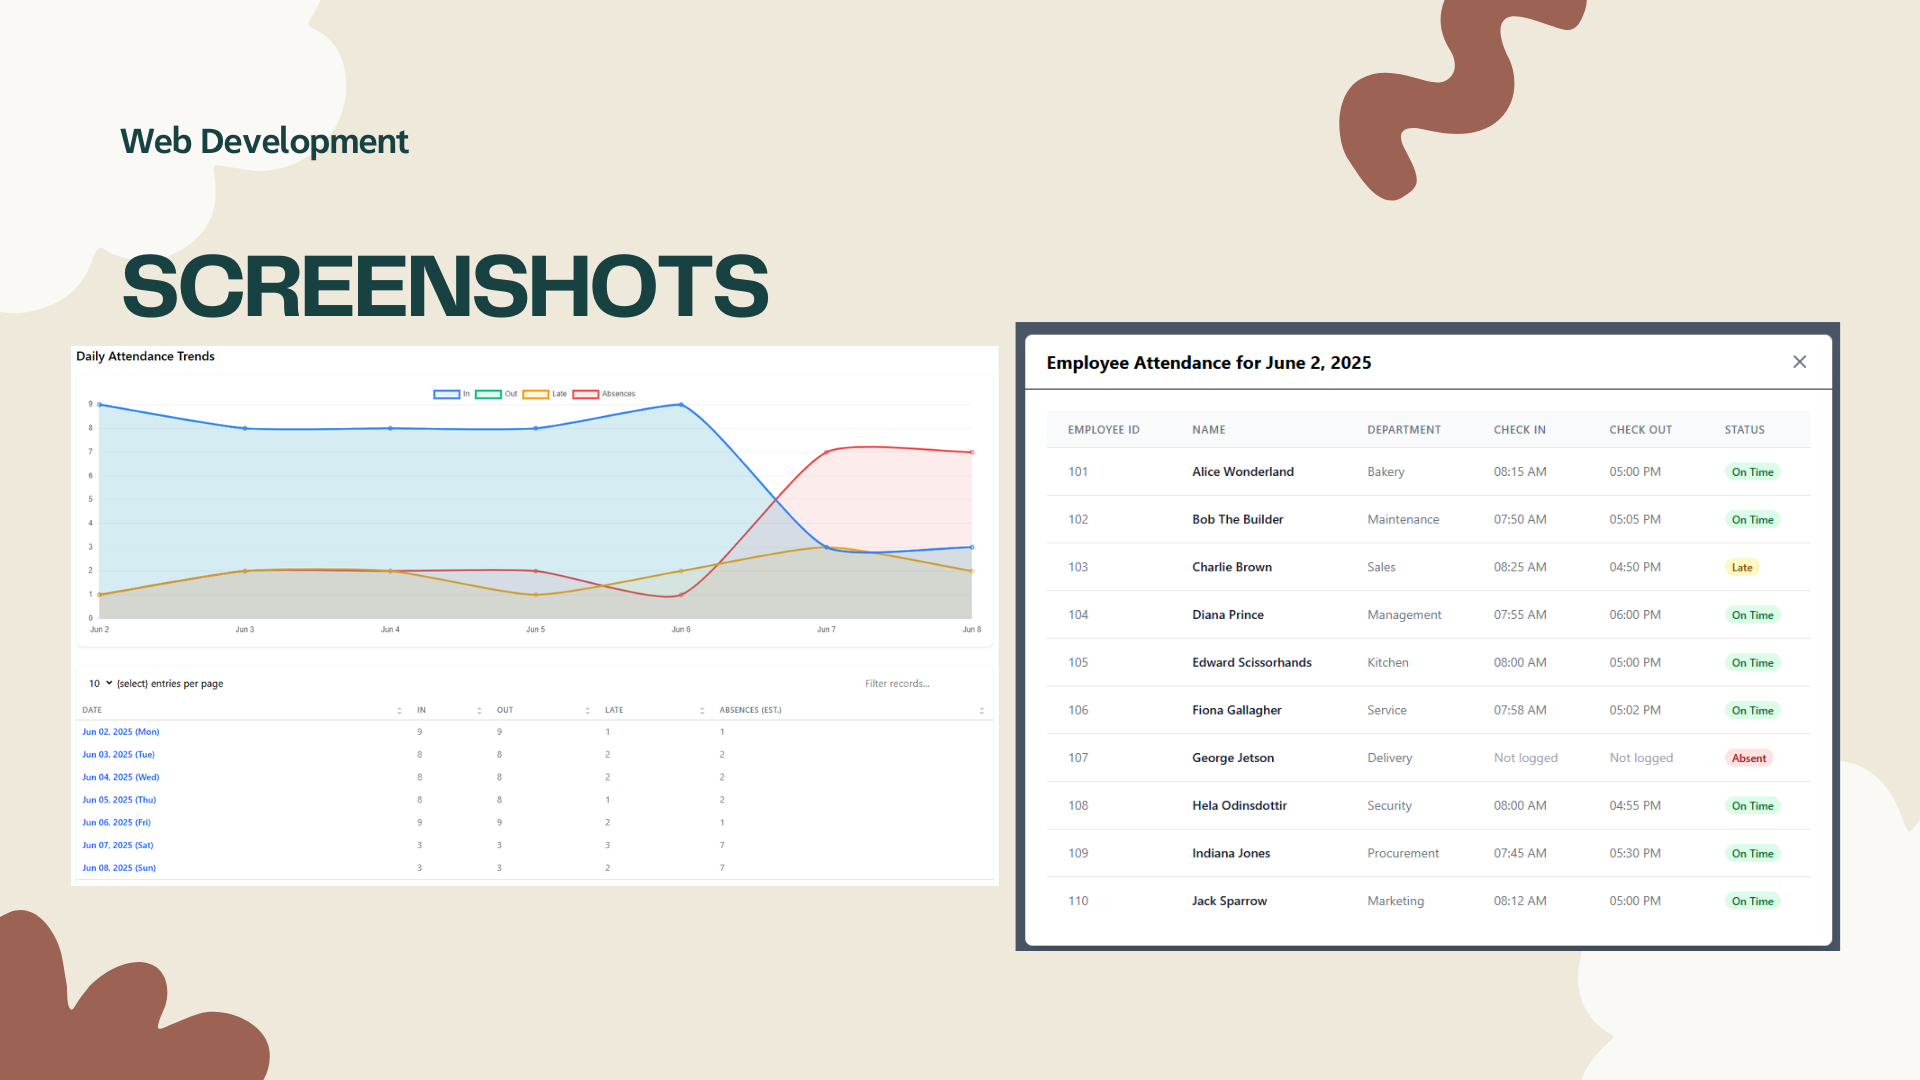 Web Development
SCREENSHOTS
Daily Attendance Trends
In Out Late Absences
9
8
7
6
5
4
3
2
1
0
Jun 2 Jun 3 Jun 4 Jun 5 Jun 6 Jun 7 Jun 8
10 (select) entries per page Filter records...
DATE IN OUT LATE ABSENCES (EST.)
Jun 02, 2025 (Mon) 9 9 1 1
Jun 03, 2025 (Tue) 8 8 2 2
Jun 04, 2025 (Wed) 8 8 2 2
Jun 05, 2025 (Thu) 8 8 1 2
Jun 06, 2025 (Fri) 9 9 2 1
Jun 07, 2025 (Sat) 3 3 3 7
Jun 08, 2025 (Sun) 3 3 2 7
Employee Attendance for June 2, 2025
EMPLOYEE ID NAME DEPARTMENT CHECK IN CHECK OUT STATUS
101 Alice Wonderland Bakery 08:15 AM 05:00 PM On Time
102 Bob The Builder Maintenance 07:50 AM 05:05 PM On Time
103 Charlie Brown Sales 08:25 AM 04:50 PM Late
104 Diana Prince Management 07:55 AM 06:00 PM On Time
105 Edward Scissorhands Kitchen 08:00 AM 05:00 PM On Time
106 Fiona Gallagher Service 07:58 AM 05:02 PM On Time
107 George Jetson Delivery Not logged Not logged Absent
108 Hela Odinsdottir Security 08:00 AM 04:55 PM On Time
109 Indiana Jones Procurement 07:45 AM 05:30 PM On Time
110 Jack Sparrow Marketing 08:12 AM 05:00 PM On Time